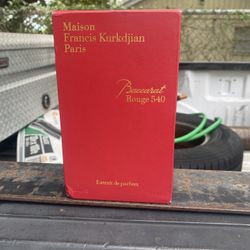 Maison
Francis Kurkdjian
Paris
Baccarat
Rouge 540
Extrait de parfum